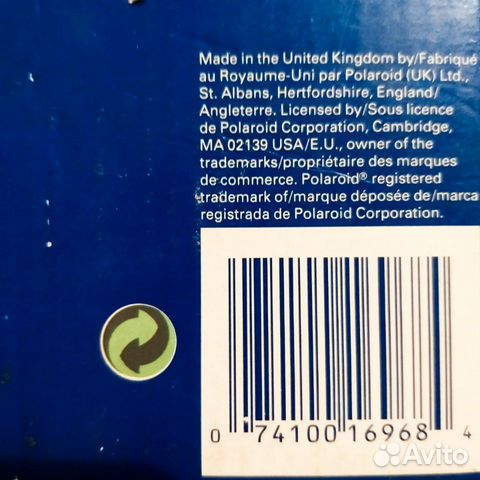 Made in the United Kingdom by/Fabriqué
au Royaume-Uni par Polaroid (UK) Ltd.,
St. Albans, Hertfordshire, England/
Angleterre. Licensed by/Sous licence
de Polaroid Corporation, Cambridge,
MA 02139 USA/E.U., owner of the
trademarks/propriétaire des marques
de commerce. Polaroid® registered
trademark of/marque déposée de/marca
registrada de Polaroid Corporation.
0 74100 16968 4
Avito